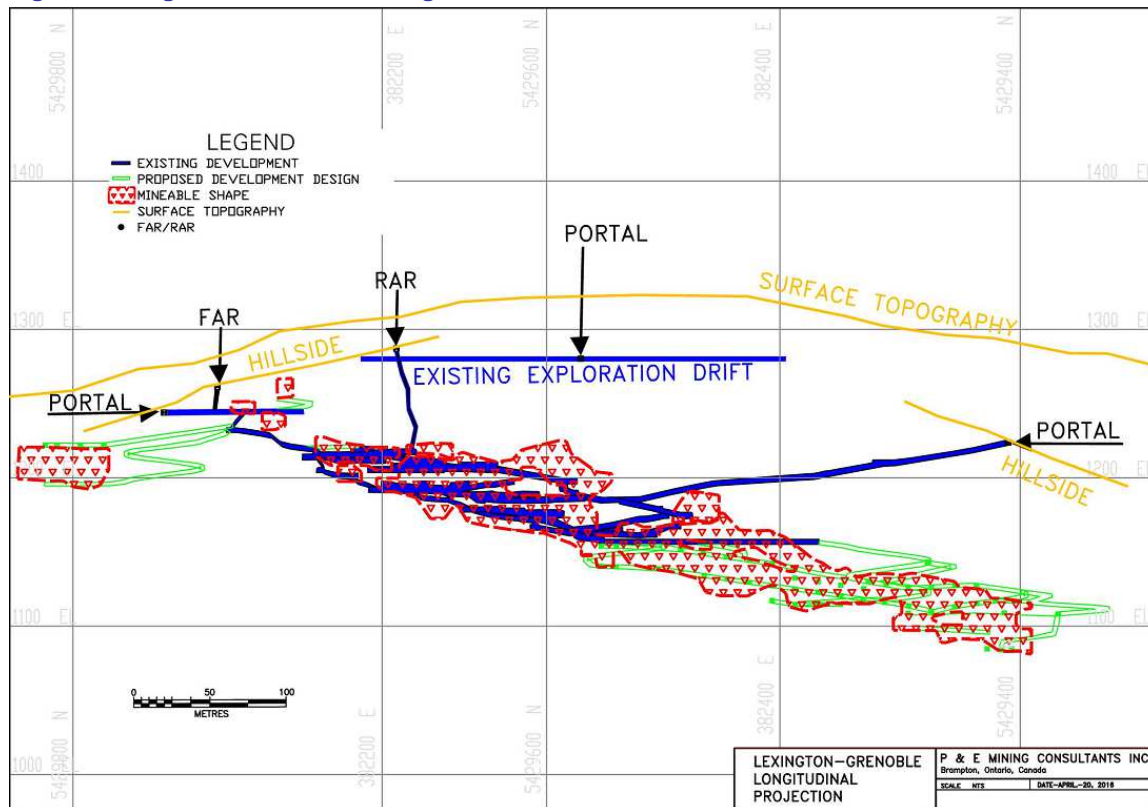 5429800 N
382200 E
5429600 N
382400 E
5429400 N
LEGEND
EXISTING DEVELOPMENT
PROPOSED DEVELOPMENT DESIGN
MINEABLE SHAPE
SURFACE TOPOGRAPHY
FAR/RAR
1400
1400 EL
PORTAL
RAR
SURFACE TOPOGRAPHY
FAR
1300 EL
1300 EL
HILLSIDE
EXISTING EXPLORATION DRIFT
PORTAL
PORTAL
1200 EL
HILLSIDE
1100 EL
1100 EL
0 50 100
METRES
1000 EL
5429800 N
382200 E
5429600 N
382400 E
5429400 N
LEXINGTON-GRENOBLE
LONGITUDINAL
PROJECTION
P & E MINING CONSULTANTS INC
Brampton, Ontario, Canada
SCALE NTS DATE-APRIL-20, 2016